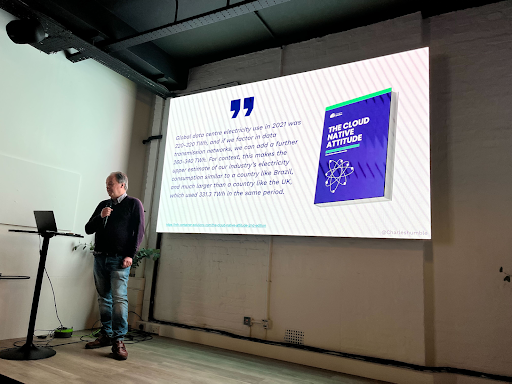 Global data centre electricity use in 2021 was
220-320 TWh, and if we factor in data
transmission networks, we can add a further
260-340 TWh. For context, this makes the
upper estimate of our industry's electricity
consumption similar to a country like Brazil,
and much larger than a country like the UK,
which used 331.3 TWh in the same period.
THE CLOUD
NATIVE
ATTITUDE